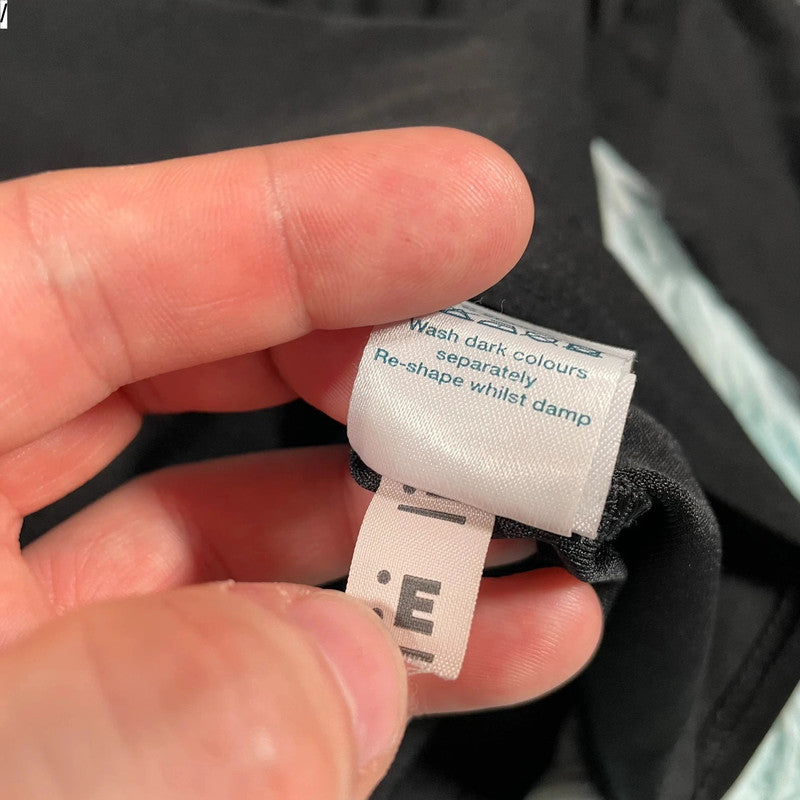 Wash dark colours
separately
Re-shape whilst damp
E